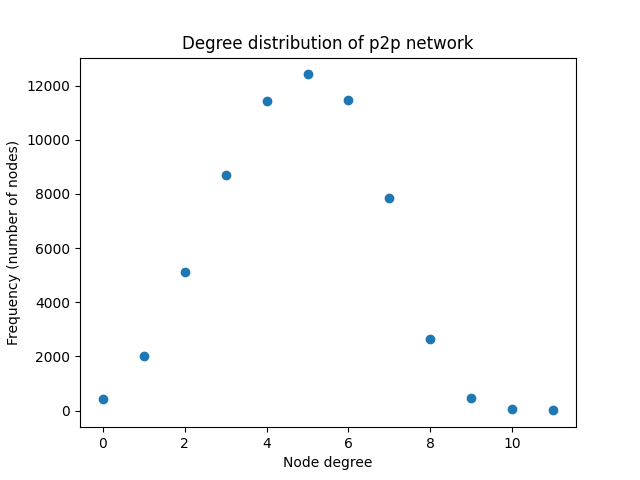 Degree distribution of p2p network
12000
10000
8000
6000
4000
2000
0
Frequency (number of nodes)
0 2 4 6 8 10
Node degree